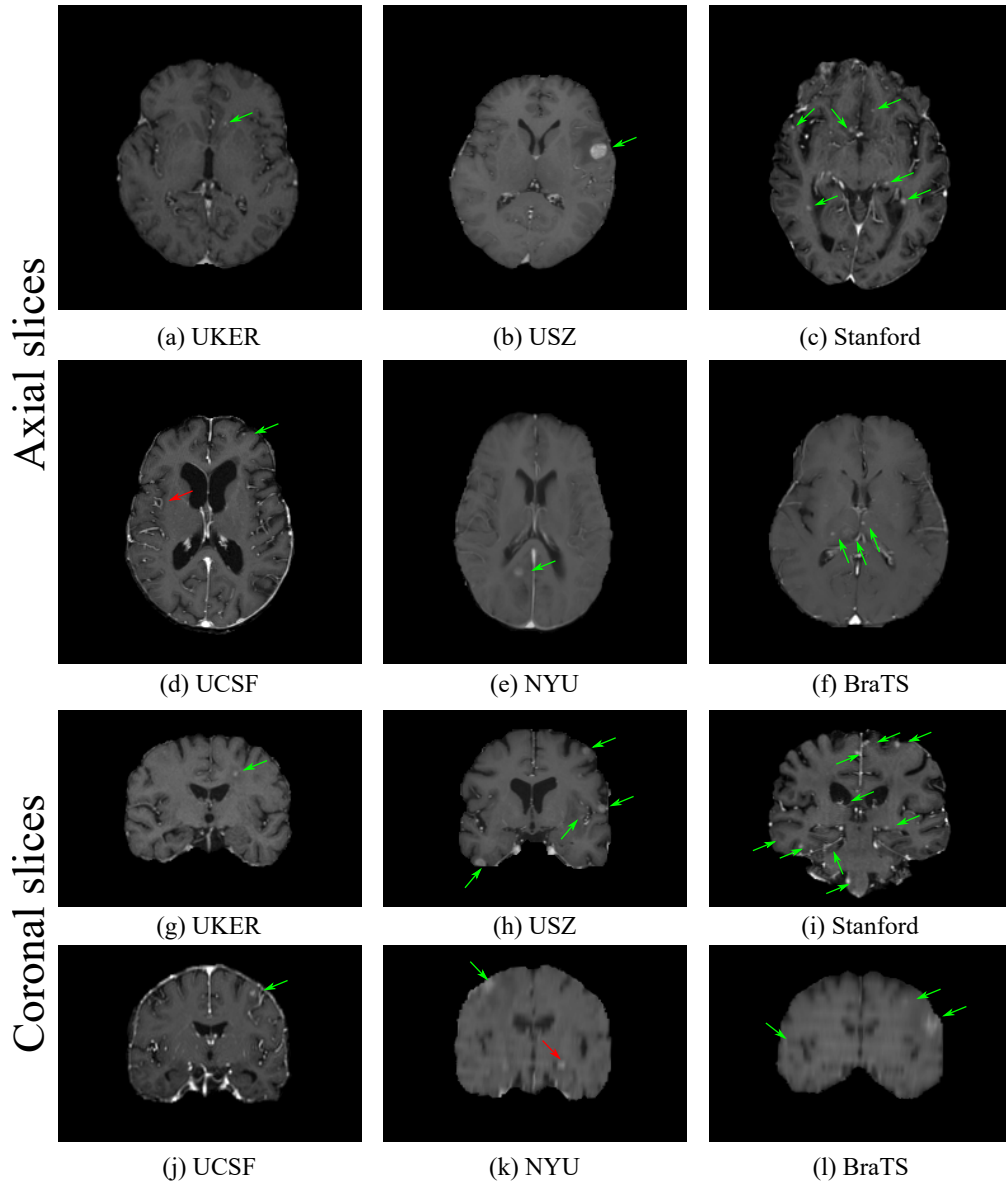 Axial slices
(a) UKER
(b) USZ
(c) Stanford
(d) UCSF
(e) NYU
(f) BraTS
Coronal slices
(g) UKER
(h) USZ
(i) Stanford
(j) UCSF
(k) NYU
(l) BraTS